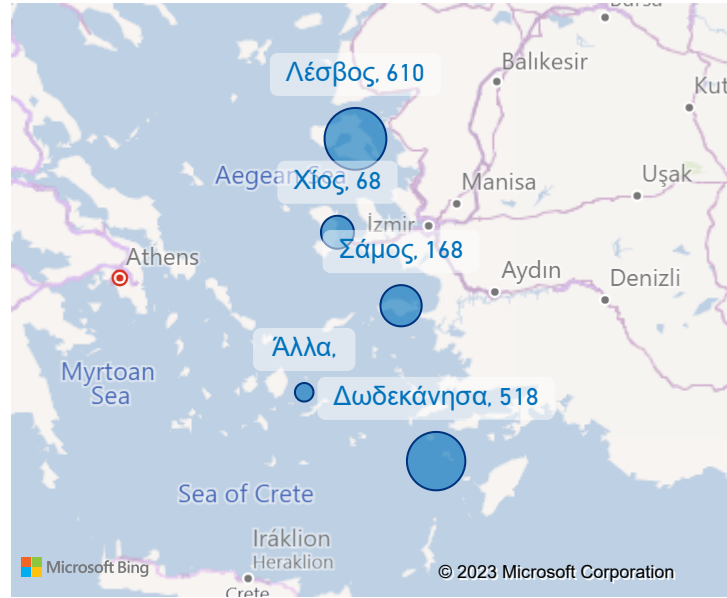 Bursa
Balıkesir
Λέσβος, 610
Kut
Aegean Sea
Χίος, 68
Manisa
Uşak
İzmir
Σάμος, 168
Athens
Aydın
Denizli
Άλλα,
Myrtoan
Sea
Δωδεκάνησα, 518
Sea of Crete
Iráklion
Heraklion
Microsoft Bing
© 2023 Microsoft Corporation
Crete